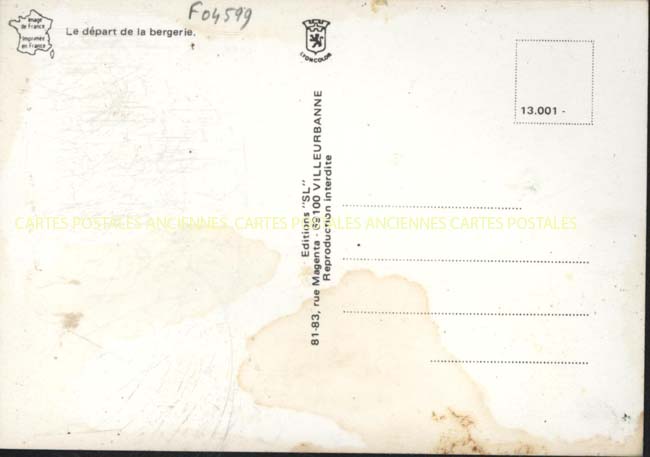 F04599
Image
de France
Imprimée
en France
Le départ de la bergerie.
LYONCOLOR
13.001 -
Editions "SL"
81-83, rue Magenta - 69100 VILLEURBANNE
Reproduction interdite
CARTES POSTALES ANCIENNES CARTES POSTALES ANCIENNES CARTES POSTALES